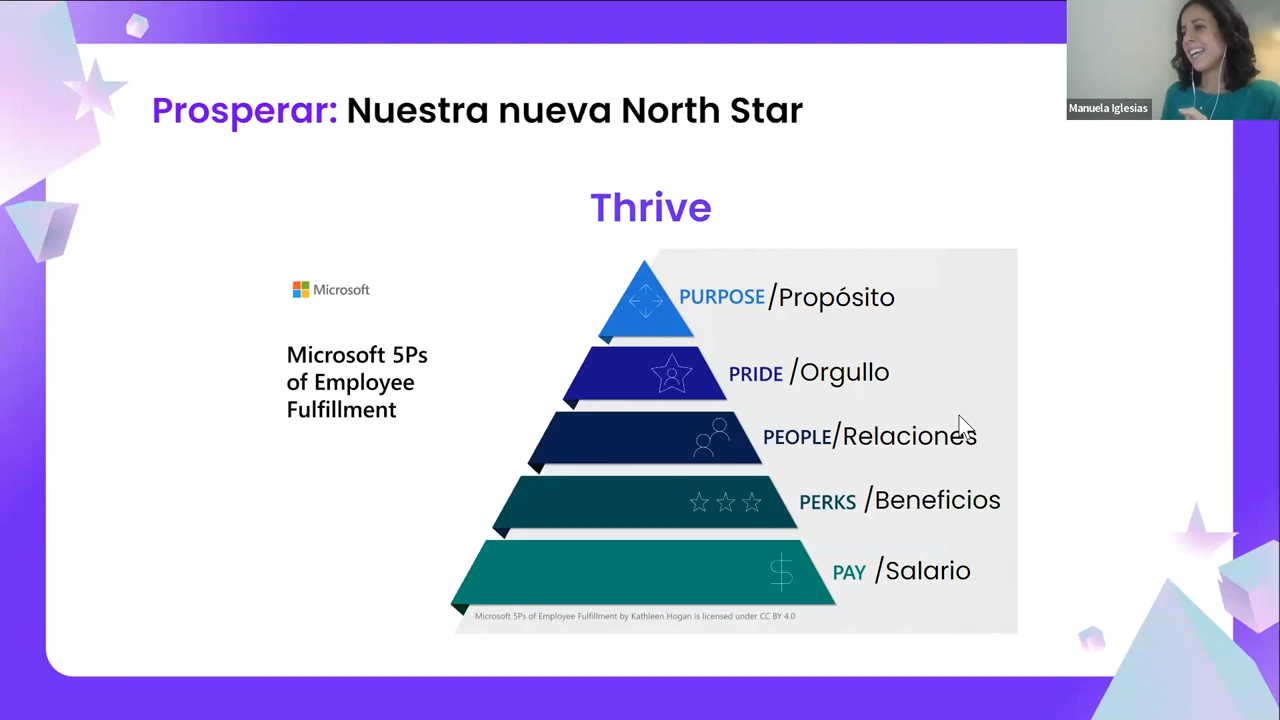 Manuela Iglesias
Prosperar: Nuestra nueva North Star
Thrive
Microsoft
Microsoft 5Ps
of Employee
Fulfillment
PURPOSE/Propósito
PRIDE /Orgullo
PEOPLE/Relaciones
PERKS /Beneficios
$
PAY /Salario
Microsoft 5Ps of Employee Fulfillment by Kathleen Hogan is licensed under CC BY 4.0